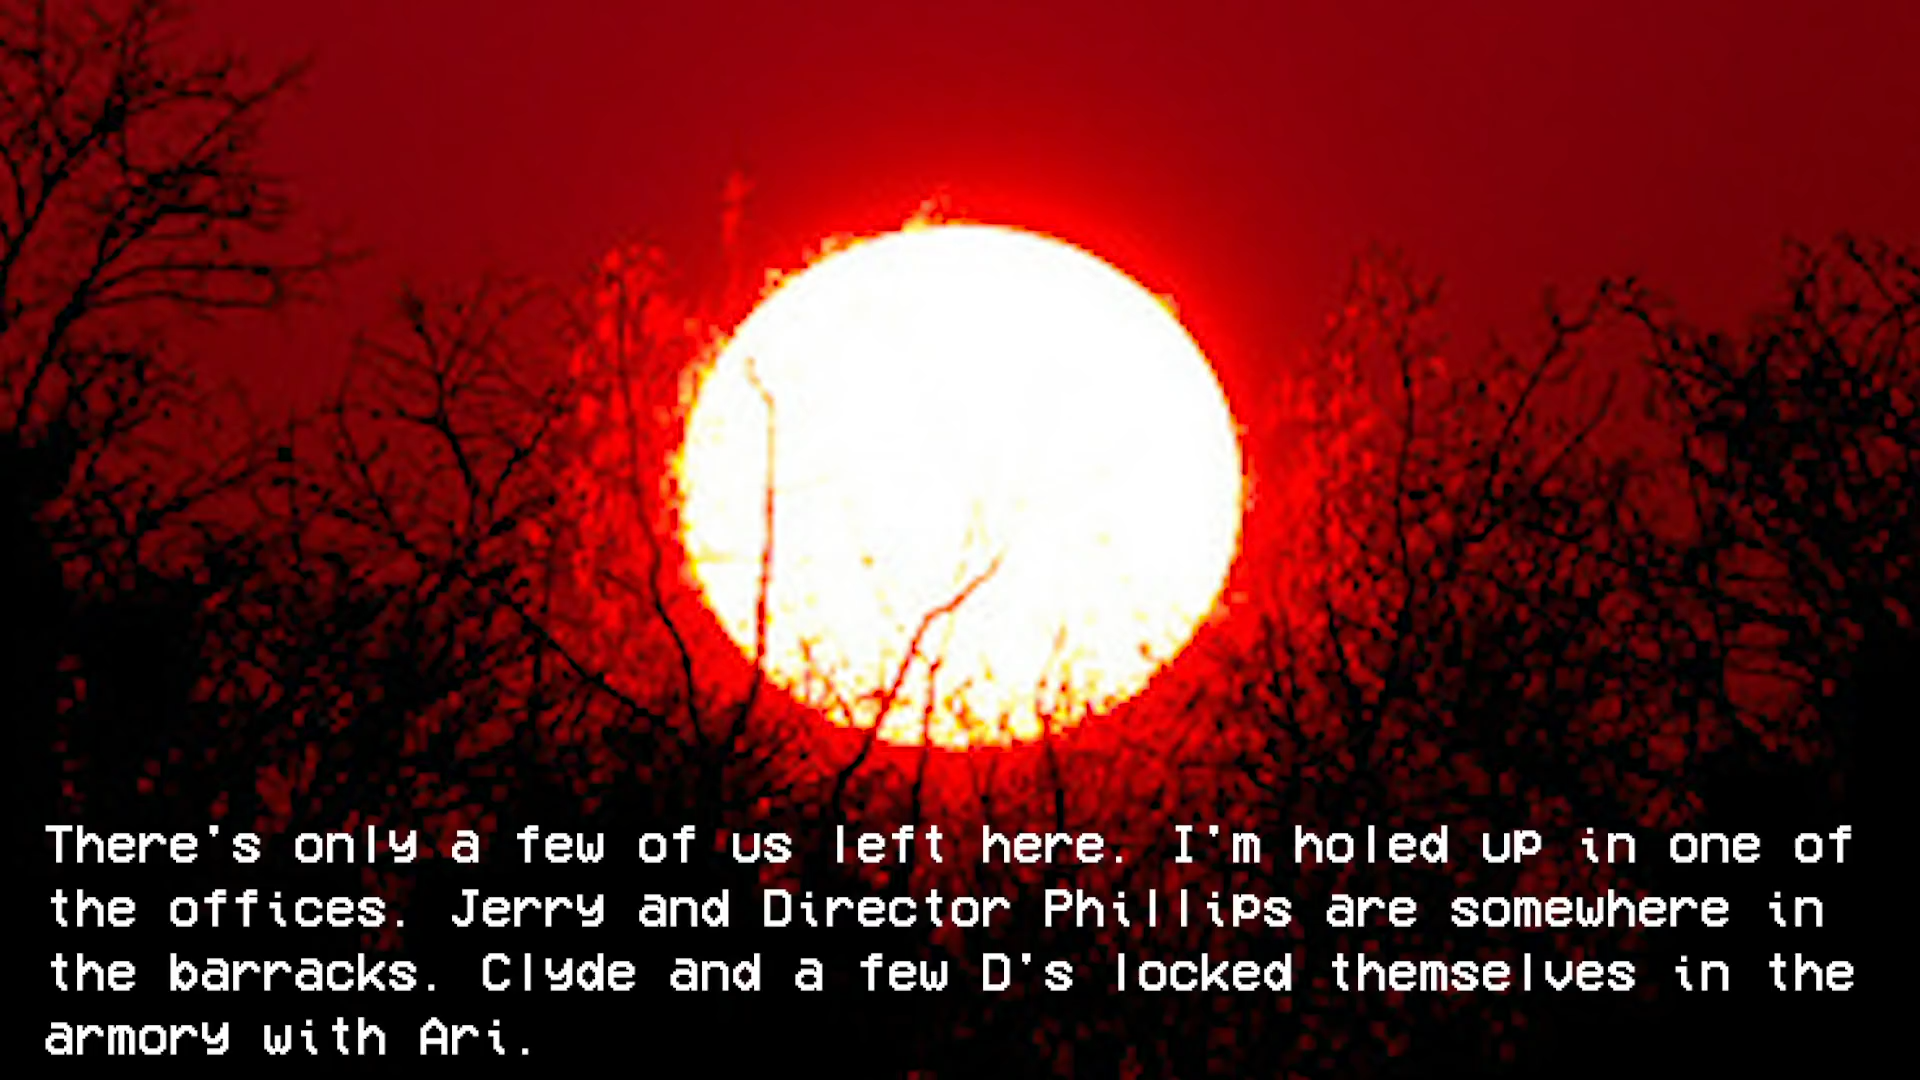 There's only a few of us left here. I'm holed up in one of
the offices. Jerry and Director Phillips are somewhere in
the barracks. Clyde and a few D's locked themselves in the
armory with Ari.